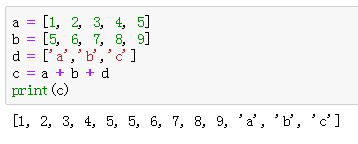 a = [1, 2, 3, 4, 5]
b = [5, 6, 7, 8, 9]
d = ['a','b','c']
c = a + b + d
print(c)
[1, 2, 3, 4, 5, 5, 6, 7, 8, 9, 'a', 'b', 'c']